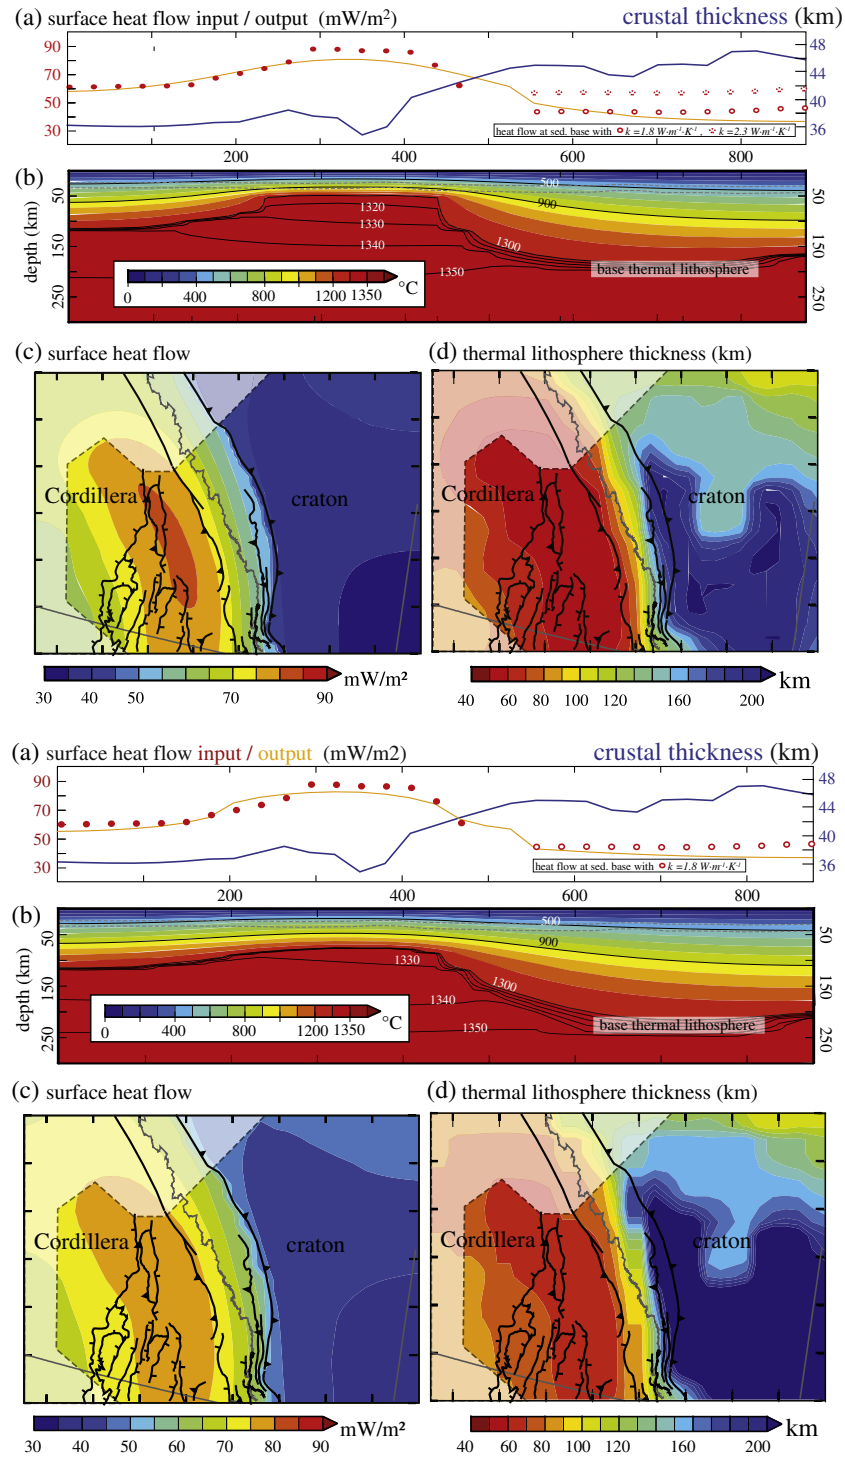 (a) surface heat flow input / output (mW/m²) crustal thickness (km)
90 48
70 44
50 40
30 36
heat flow at sed. base with k =1.8 W·m⁻¹·K⁻¹ , k =2.3 W·m⁻¹·K⁻¹
200 400 600 800
(b)
depth (km)
50 500 50
900
1320
1330
150 1340 1300 150
1350 base thermal lithosphere
250 250
0 400 800 1200 1350 °C
(c) surface heat flow (d) thermal lithosphere thickness (km)
Cordillera craton Cordillera craton
30 40 50 70 90 mW/m²
40 60 80 100 120 160 200 km
(a) surface heat flow input / output (mW/m2) crustal thickness (km)
90 48
70 44
50 40
30 36
heat flow at sed. base with k =1.8 W·m⁻¹·K⁻¹
200 400 600 800
(b)
depth (km)
50 500 50
900
1330
150 1300 150
1340
1350 base thermal lithosphere
250 250
0 400 800 1200 1350 °C
(c) surface heat flow (d) thermal lithosphere thickness (km)
Cordillera craton Cordillera craton
30 40 50 60 70 80 90 mW/m²
40 60 80 100 120 160 200 km